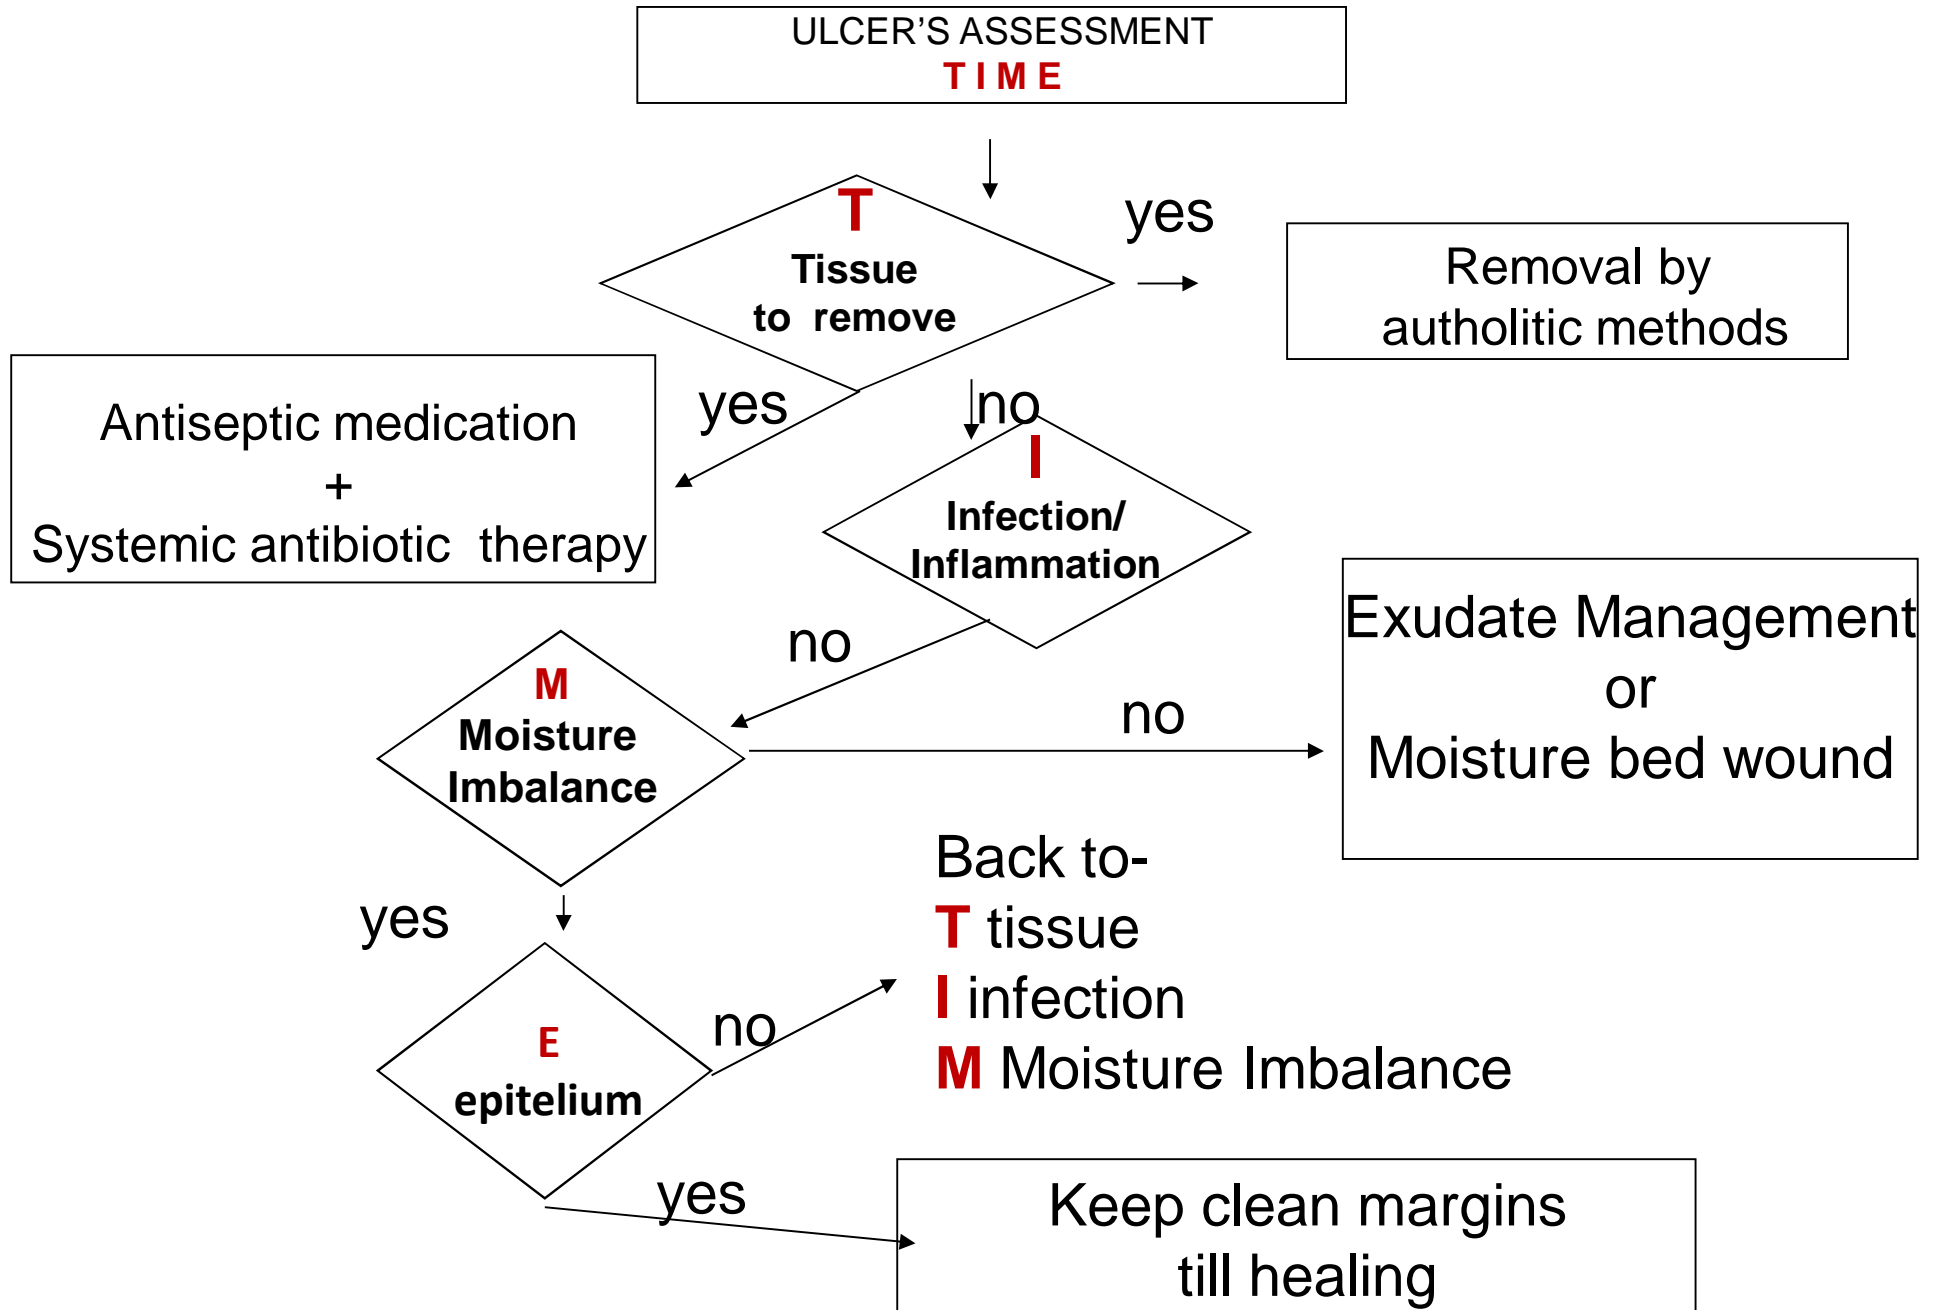 ULCER'S ASSESSMENT
T I M E
T
Tissue
to remove
yes
Removal by
autholitic methods
yes
Antiseptic medication
+
Systemic antibiotic therapy
no
I
Infection/
Inflammation
no
M
Moisture
Imbalance
no
Exudate Management
or
Moisture bed wound
yes
E
epitelium
no
Back to-
T tissue
I infection
M Moisture Imbalance
yes
Keep clean margins
till healing